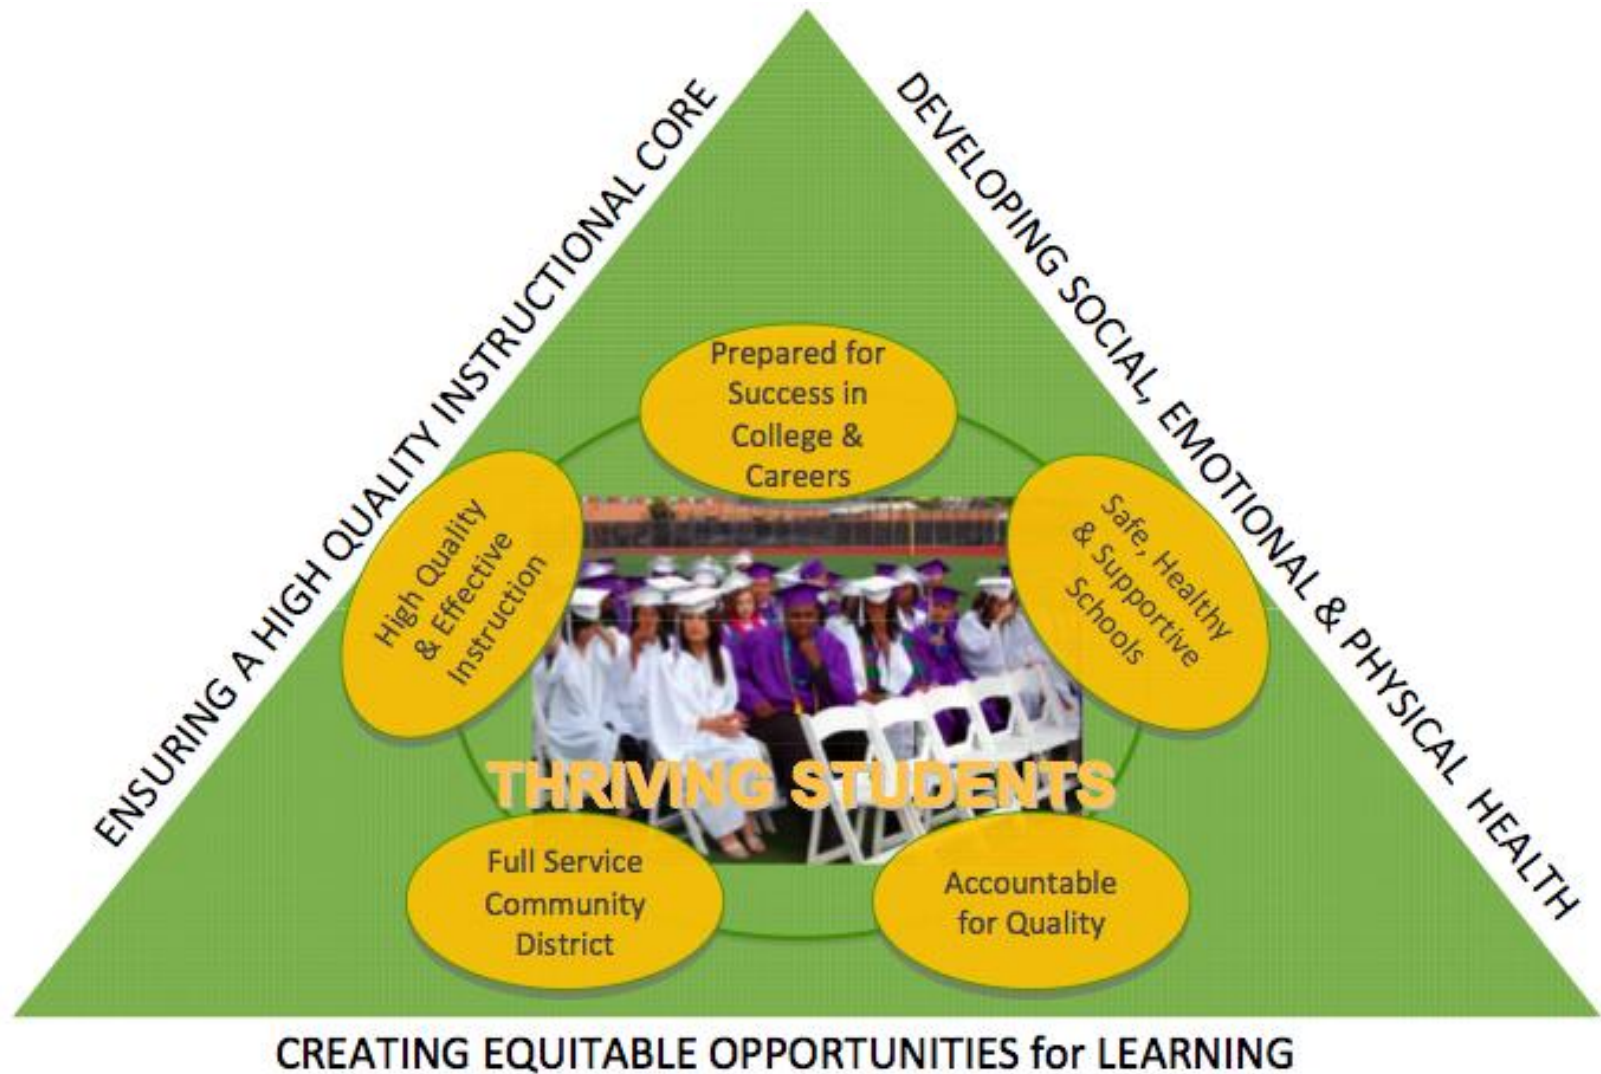 ENSURING A HIGH QUALITY INSTRUCTIONAL CORE
DEVELOPING SOCIAL, EMOTIONAL & PHYSICAL HEALTH
Prepared for
Success in
College &
Careers
High Quality
& Effective
Instruction
Safe, Healthy
& Supportive
Schools
THRIVING STUDENTS
Full Service
Community
District
Accountable
for Quality
CREATING EQUITABLE OPPORTUNITIES for LEARNING